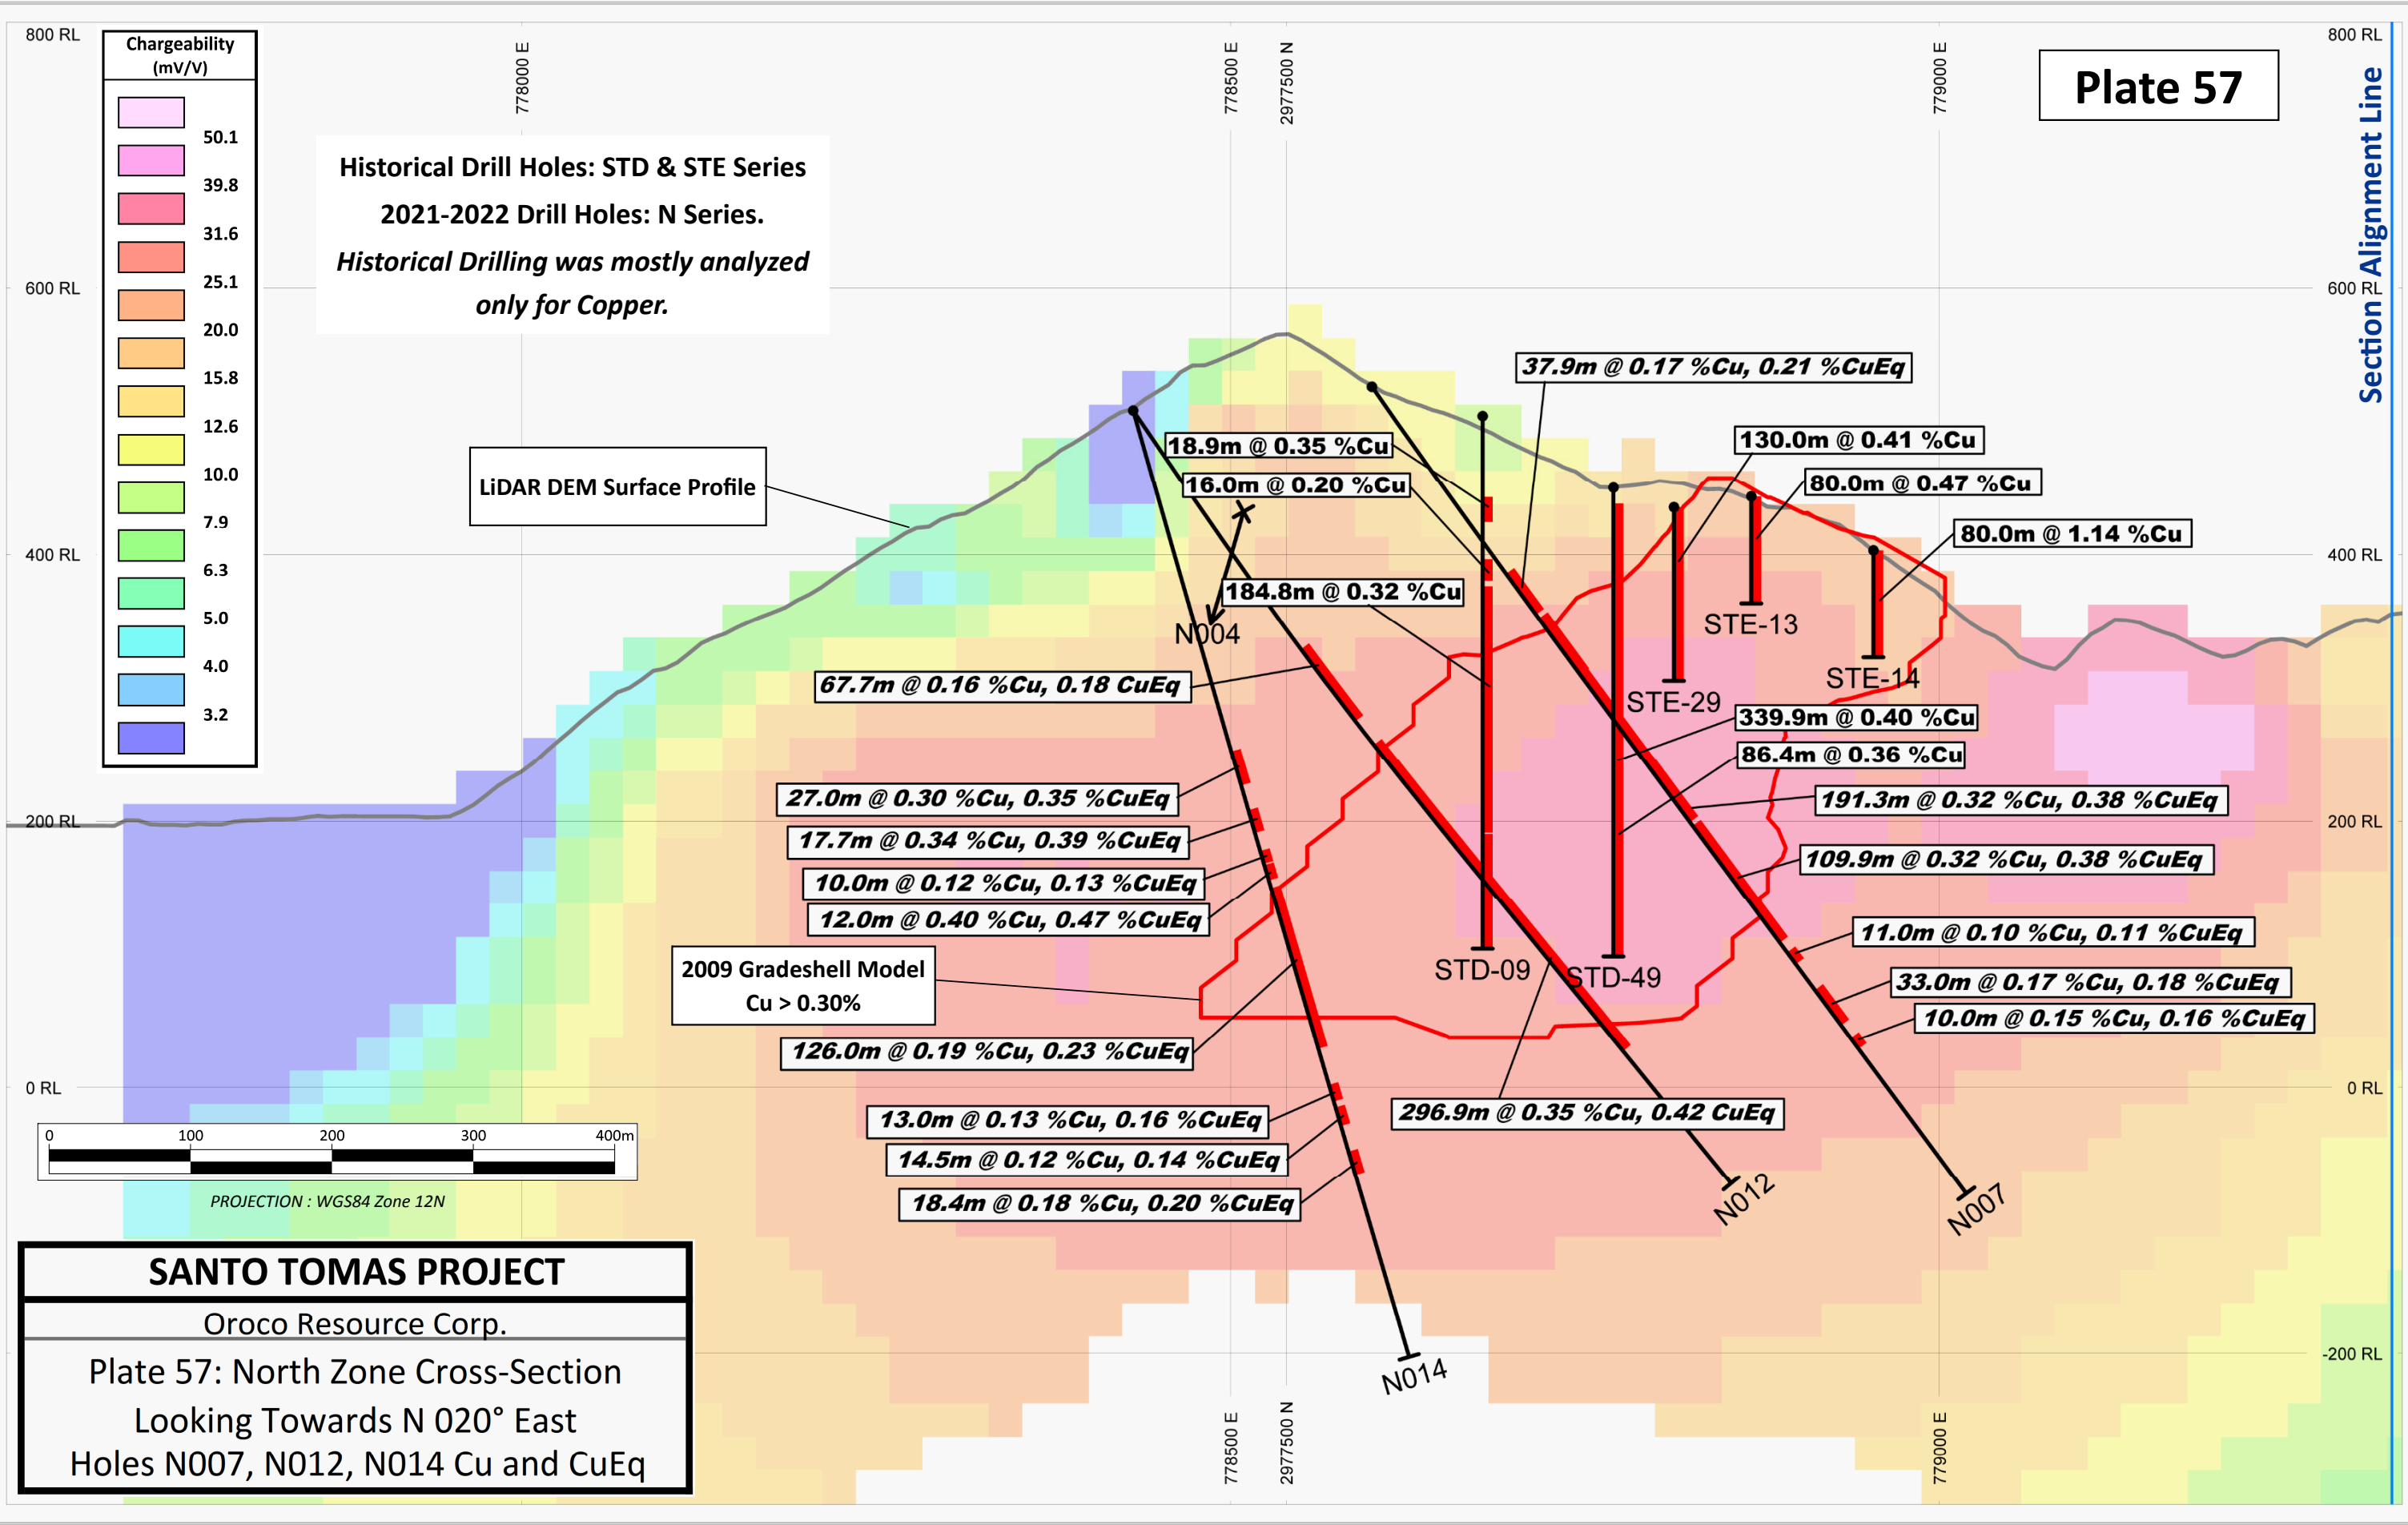 800 RL
Chargeability
(mV/V)
50.1
39.8
31.6
25.1
20.0
15.8
12.6
10.0
7.9
6.3
5.0
4.0
3.2
778000 E
778500 E
2977500 N
779000 E
800 RL
Plate 57
Section Alignment Line
Historical Drill Holes: STD & STE Series
2021-2022 Drill Holes: N Series.
Historical Drilling was mostly analyzed
only for Copper.
600 RL
600 RL
37.9m @ 0.17 %Cu, 0.21 %CuEq
18.9m @ 0.35 %Cu
130.0m @ 0.41 %Cu
16.0m @ 0.20 %Cu
80.0m @ 0.47 %Cu
LiDAR DEM Surface Profile
80.0m @ 1.14 %Cu
400 RL
400 RL
184.8m @ 0.32 %Cu
N004
STE-13
67.7m @ 0.16 %Cu, 0.18 CuEq
STE-14
STE-29
339.9m @ 0.40 %Cu
86.4m @ 0.36 %Cu
27.0m @ 0.30 %Cu, 0.35 %CuEq
191.3m @ 0.32 %Cu, 0.38 %CuEq
200 RL
200 RL
17.7m @ 0.34 %Cu, 0.39 %CuEq
109.9m @ 0.32 %Cu, 0.38 %CuEq
10.0m @ 0.12 %Cu, 0.13 %CuEq
12.0m @ 0.40 %Cu, 0.47 %CuEq
11.0m @ 0.10 %Cu, 0.11 %CuEq
2009 Gradeshell Model
Cu > 0.30%
STD-09
STD-49
33.0m @ 0.17 %Cu, 0.18 %CuEq
10.0m @ 0.15 %Cu, 0.16 %CuEq
126.0m @ 0.19 %Cu, 0.23 %CuEq
0 RL
0 RL
296.9m @ 0.35 %Cu, 0.42 CuEq
13.0m @ 0.13 %Cu, 0.16 %CuEq
0 100 200 300 400m
14.5m @ 0.12 %Cu, 0.14 %CuEq
18.4m @ 0.18 %Cu, 0.20 %CuEq
PROJECTION : WGS84 Zone 12N
N012
N007
SANTO TOMAS PROJECT
Oroco Resource Corp.
Plate 57: North Zone Cross-Section
Looking Towards N 020° East
Holes N007, N012, N014 Cu and CuEq
N014
-200 RL
778500 E
2977500 N
779000 E